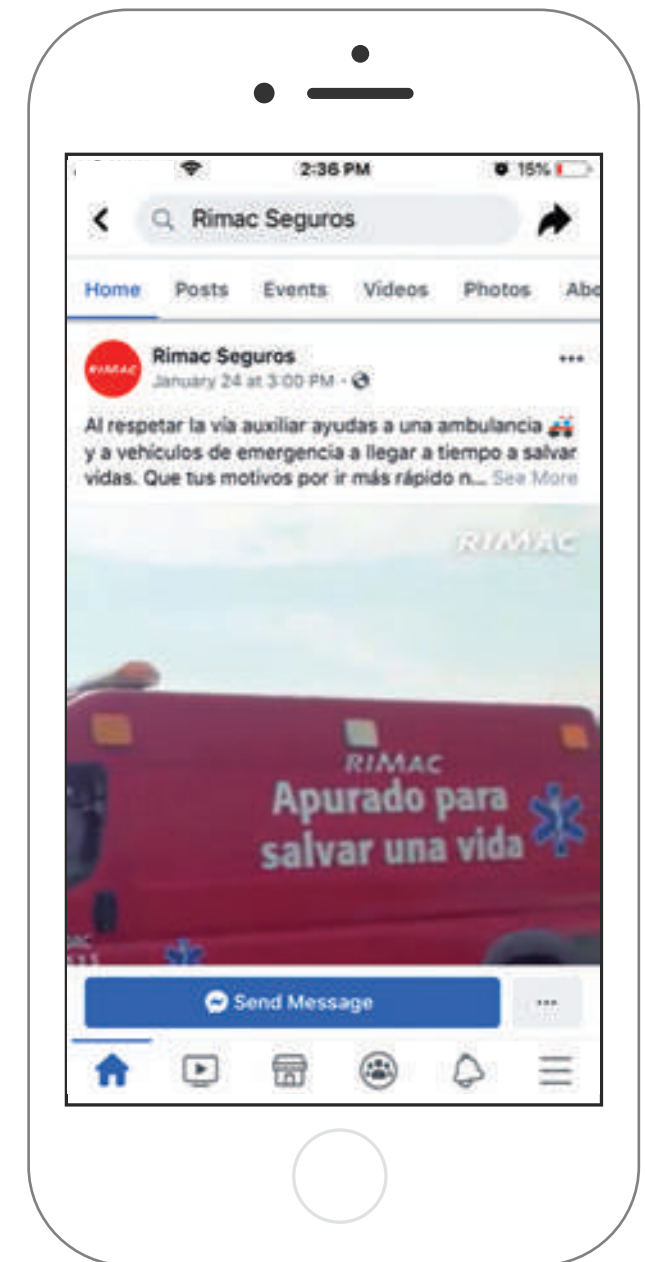 2:36 PM
15%
Rimac Seguros
Home Posts Events Videos Photos Abo
RIMAC
Rimac Seguros
January 24 at 3:00 PM ·
Al respetar la vía auxiliar ayudas a una ambulancia 🚑
y a vehículos de emergencia a llegar a tiempo a salvar
vidas. Que tus motivos por ir más rápido n... See More
RIMAC
RIMAC
Apurado para
salvar una vida
Send Message